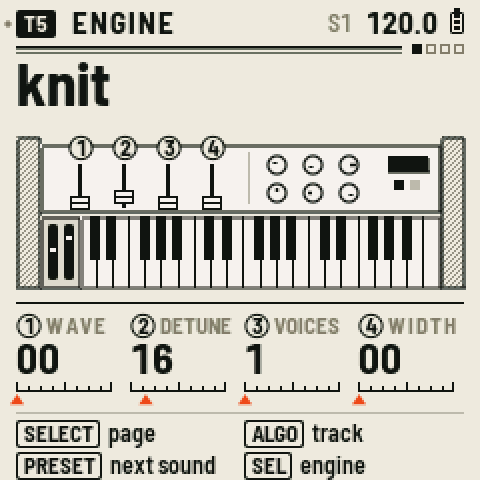 T5 ENGINE S1 120.0
knit
1 2 3 4
1 WAVE 2 DETUNE 3 VOICES 4 WIDTH
00 16 1 00
SELECT page ALGO track
PRESET next sound SEL engine